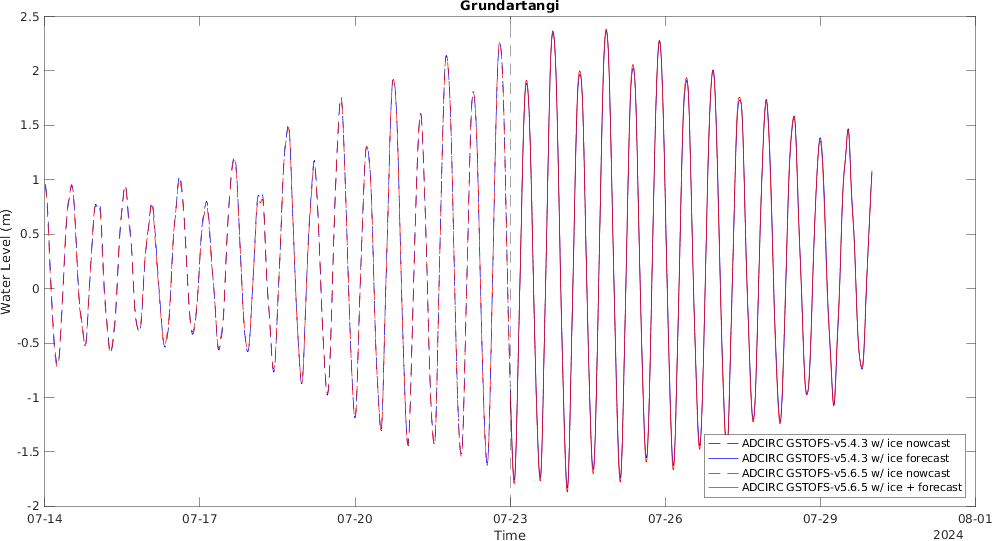 Grundartangi
2.5
2
1.5
1
0.5
0
-0.5
-1
-1.5
-2
Water Level (m)
ADCIRC GSTOFS-v5.4.3 w/ ice nowcast
ADCIRC GSTOFS-v5.4.3 w/ ice forecast
ADCIRC GSTOFS-v5.6.5 w/ ice nowcast
ADCIRC GSTOFS-v5.6.5 w/ ice + forecast
07-14 07-17 07-20 07-23 07-26 07-29 08-01
Time
2024